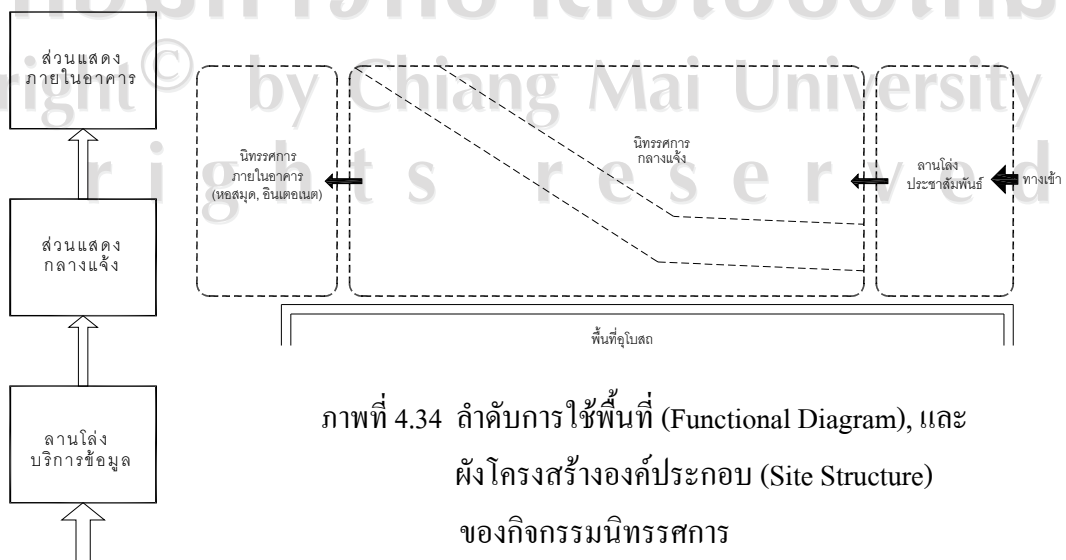 ส่วนแสดง
ภายในอาคาร
ส่วนแสดง
กลางแจ้ง
ลานโล่ง
บริการข้อมูล
right © by Chiang Mai University
rights reserved
นิทรรศการ
ภายในอาคาร
(หอสมุด, อินเตอเนต)
นิทรรศการ
กลางแจ้ง
ลานโล่ง
ประชาสัมพันธ์
ทางเข้า
พื้นที่อุโบสถ
ภาพที่ 4.34 ลำดับการใช้พื้นที่ (Functional Diagram), และ
ผังโครงสร้างองค์ประกอบ (Site Structure)
ของกิจกรรมนิทรรศการ